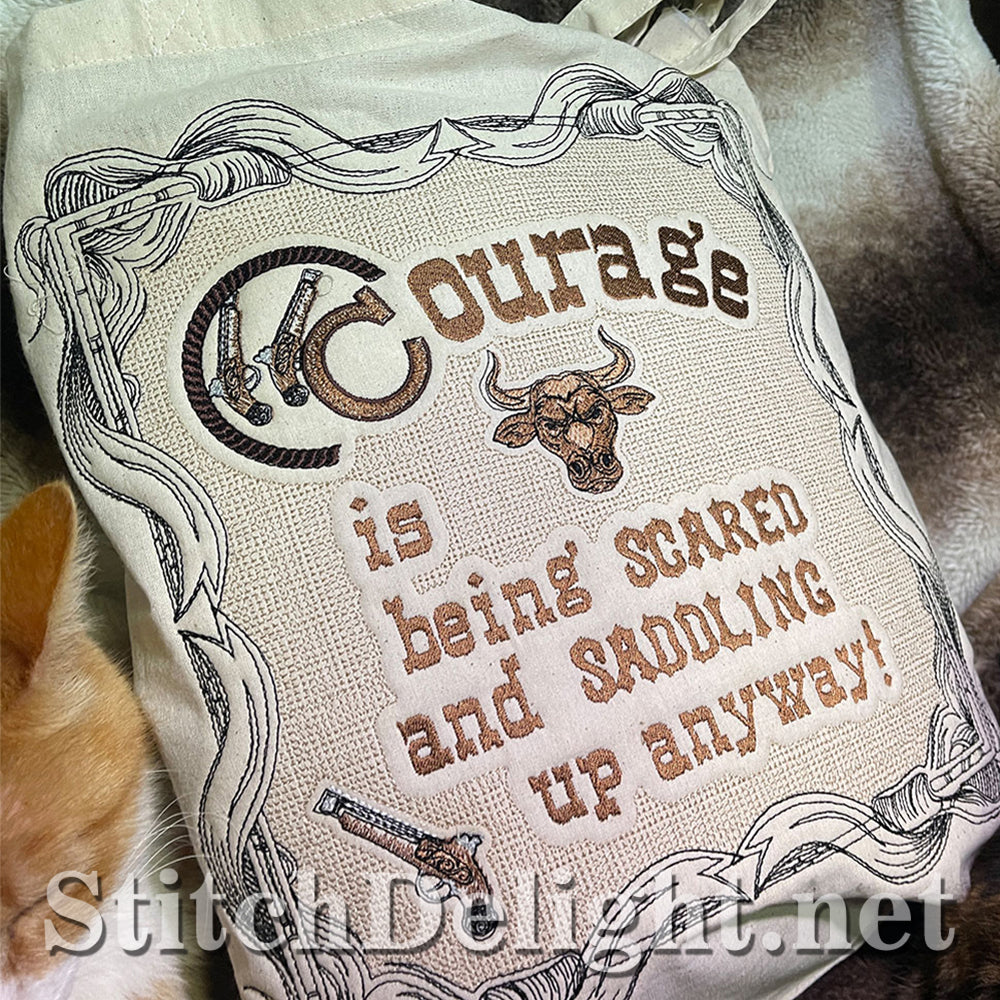 Courage
is
being SCARED
and SADDLING
up anyway!
StitchDelight.net